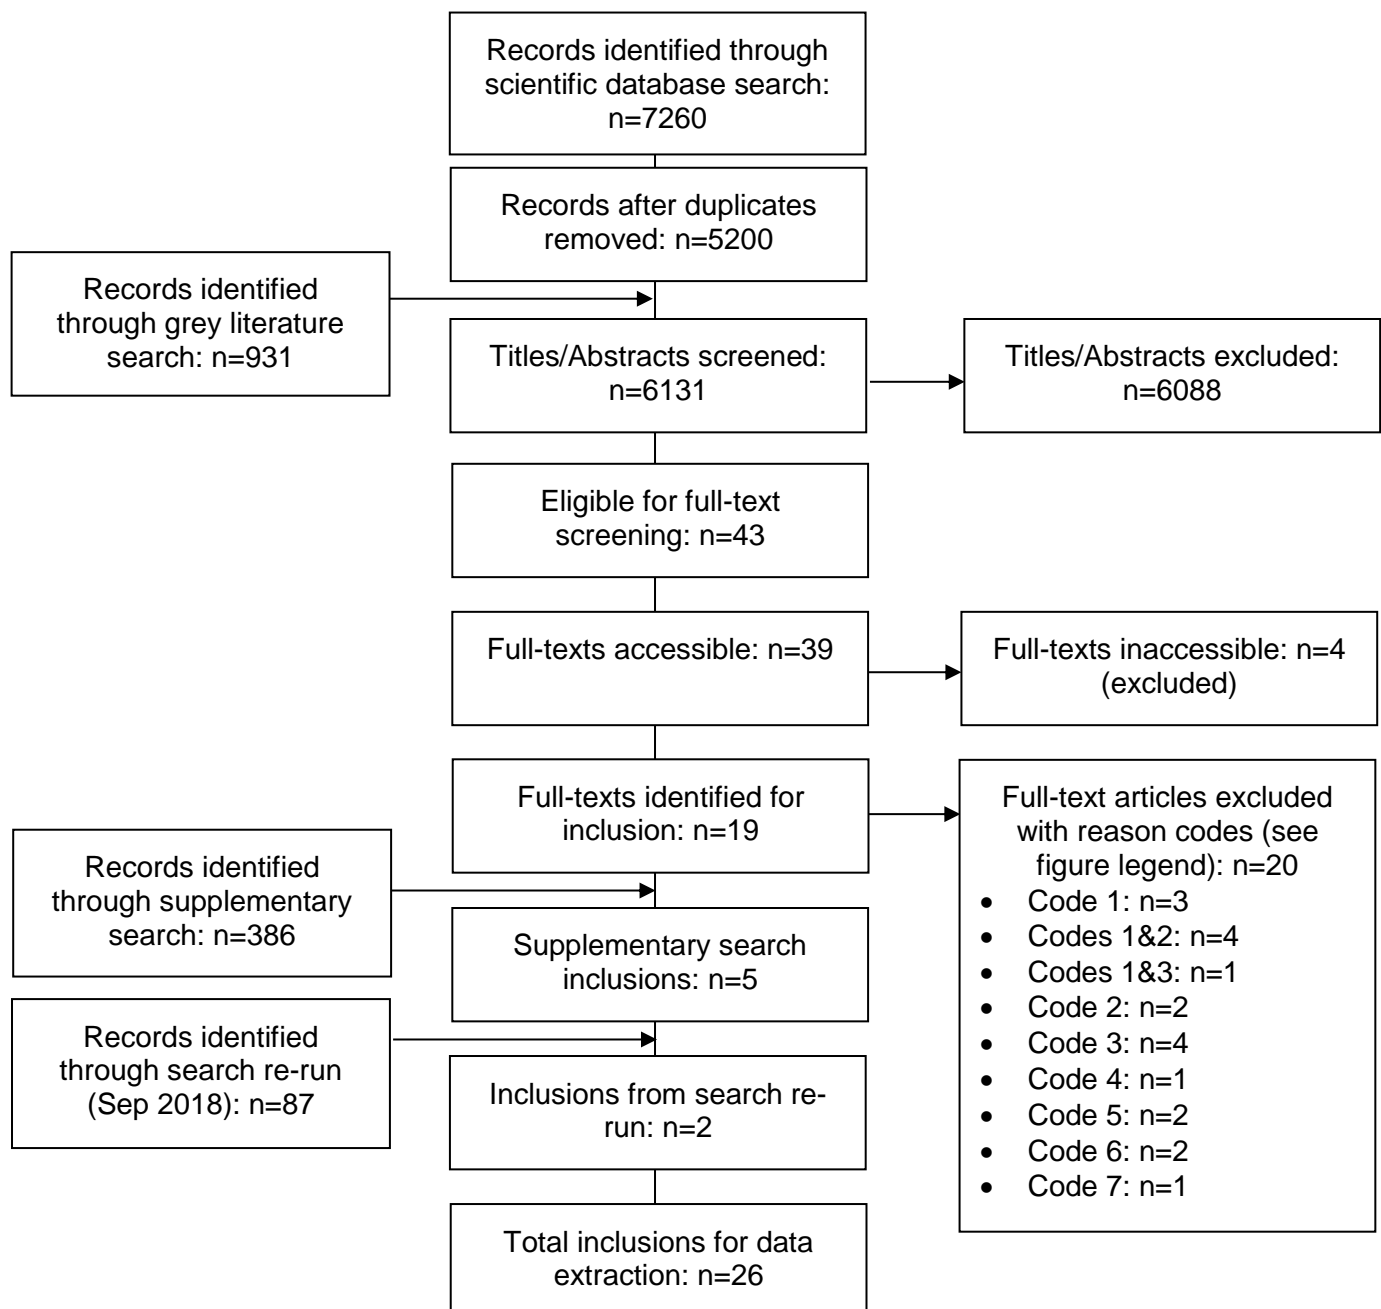 Records identified through
scientific database search:
n=7260
Records after duplicates
removed: n=5200
Records identified
through grey literature
search: n=931
Titles/Abstracts screened:
n=6131
Titles/Abstracts excluded:
n=6088
Eligible for full-text
screening: n=43
Full-texts accessible: n=39
Full-texts inaccessible: n=4
(excluded)
Full-texts identified for
inclusion: n=19
Full-text articles excluded
with reason codes (see
figure legend): n=20
• Code 1: n=3
• Codes 1&2: n=4
• Codes 1&3: n=1
• Code 2: n=2
• Code 3: n=4
• Code 4: n=1
• Code 5: n=2
• Code 6: n=2
• Code 7: n=1
Records identified
through supplementary
search: n=386
Supplementary search
inclusions: n=5
Records identified
through search re-run
(Sep 2018): n=87
Inclusions from search re-
run: n=2
Total inclusions for data
extraction: n=26